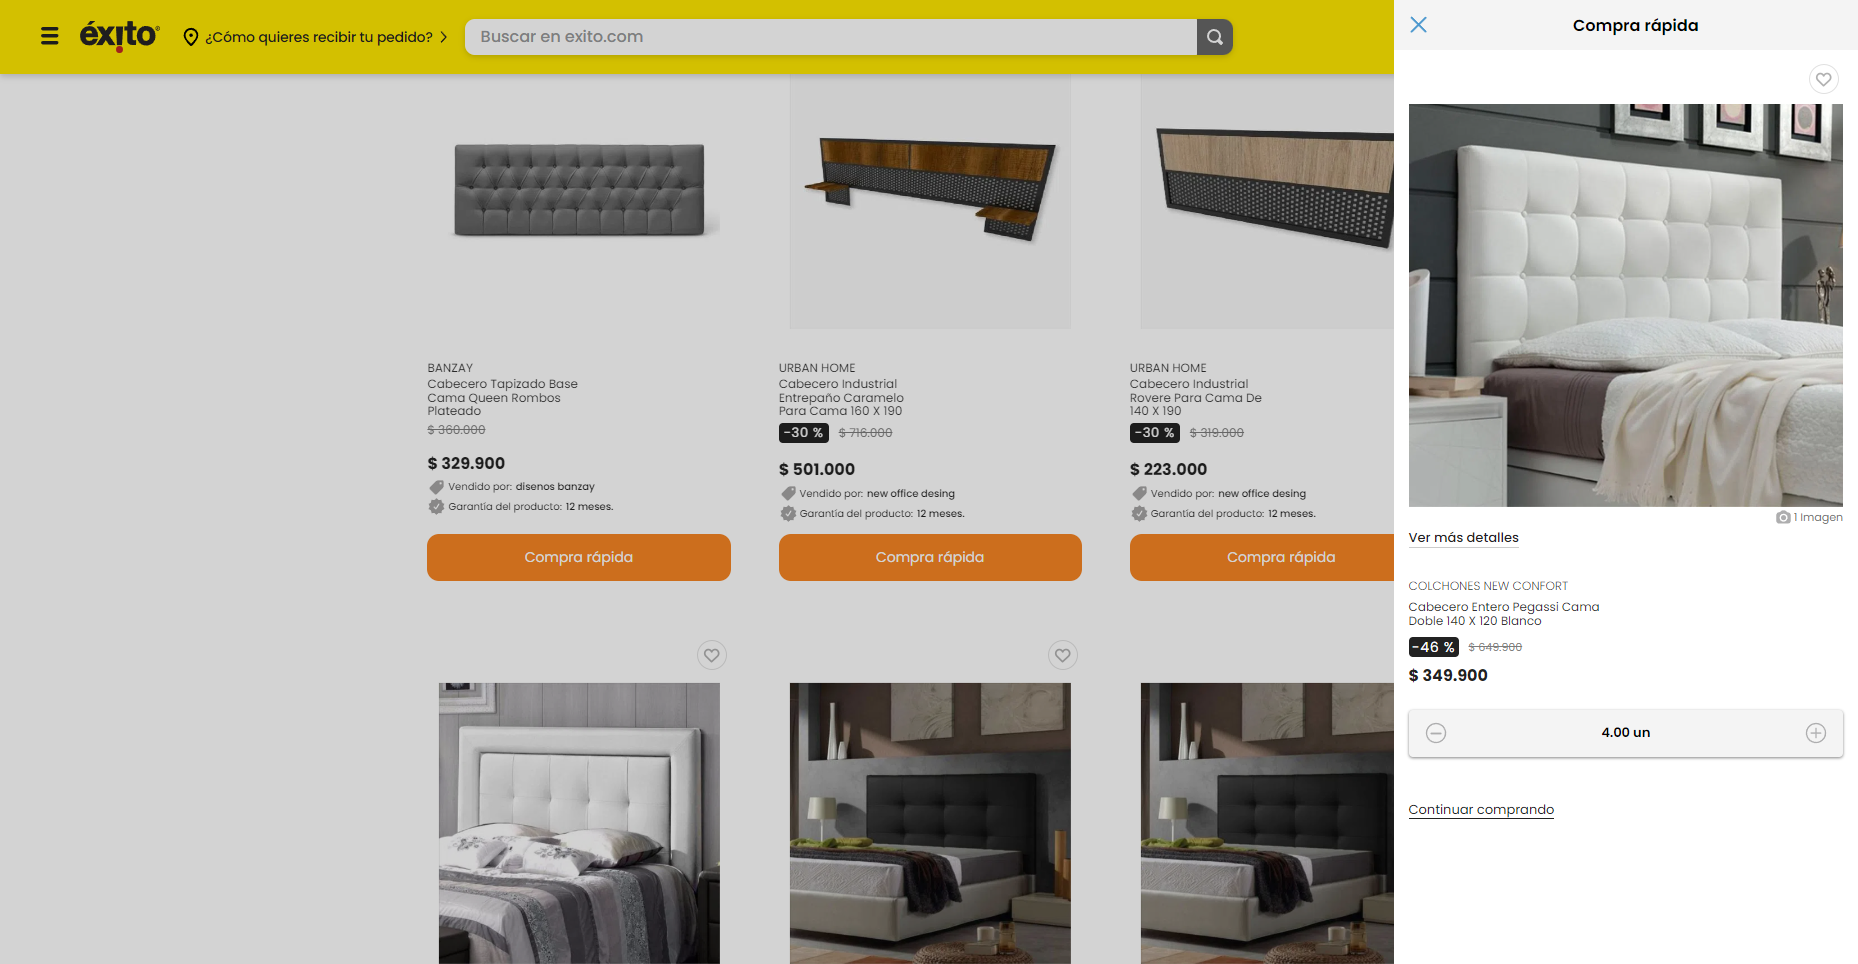 éxito
¿Cómo quieres recibir tu pedido?
Buscar en exito.com
BANZAY
Cabecero Tapizado Base
Cama Queen Rombos
Plateado
$ 360.000
$ 329.900
Vendido por: disenos banzay
Garantía del producto: 12 meses.
Compra rápida
URBAN HOME
Cabecero Industrial
Entrepaño Caramelo
Para Cama 160 X 190
-30 % $ 716.000
$ 501.000
Vendido por: new office desing
Garantía del producto: 12 meses.
Compra rápida
URBAN HOME
Cabecero Industrial
Rovere Para Cama De
140 X 190
-30 % $ 319.000
$ 223.000
Vendido por: new office desing
Garantía del producto: 12 meses.
Compra rápida
Compra rápida
1 Imagen
Ver más detalles
COLCHONES NEW CONFORT
Cabecero Entero Pegassi Cama
Doble 140 X 120 Blanco
-46 % $ 649.900
$ 349.900
4.00 un
Continuar comprando